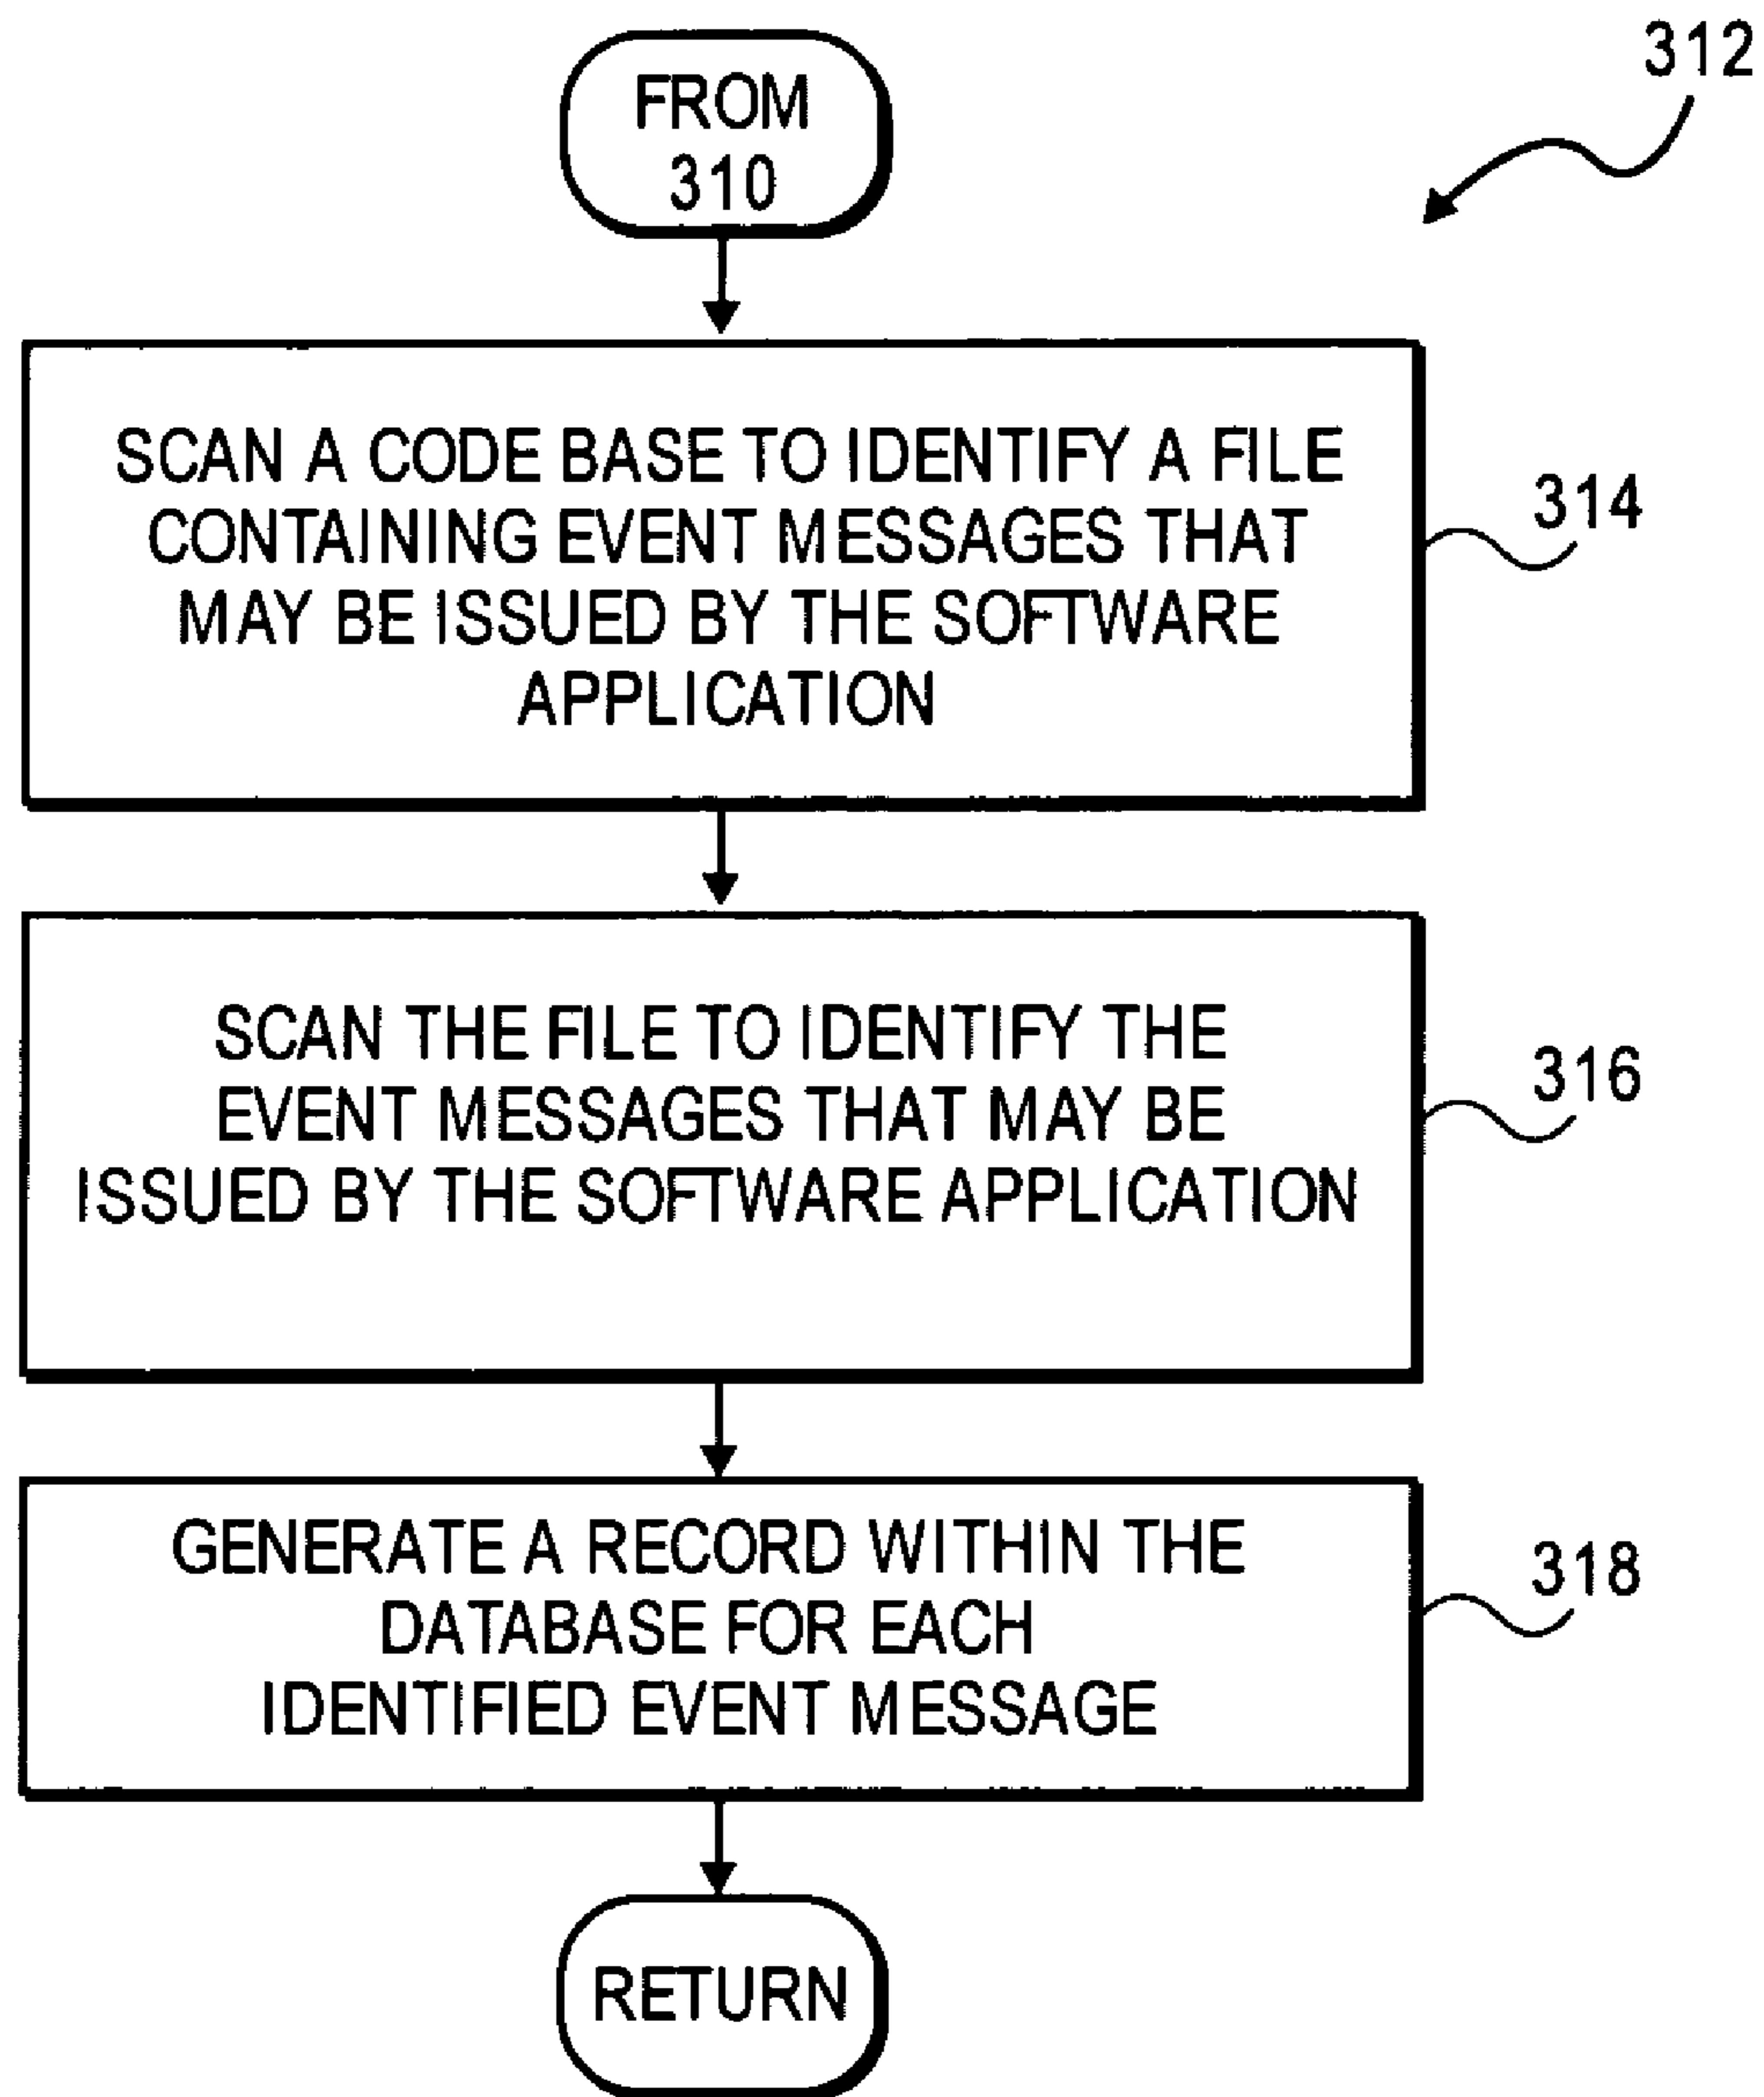 312
FROM
310
SCAN A CODE BASE TO IDENTIFY A FILE
CONTAINING EVENT MESSAGES THAT
MAY BE ISSUED BY THE SOFTWARE
APPLICATION
314
SCAN THE FILE TO IDENTIFY THE
EVENT MESSAGES THAT MAY BE
ISSUED BY THE SOFTWARE APPLICATION
316
GENERATE A RECORD WITHIN THE
DATABASE FOR EACH
IDENTIFIED EVENT MESSAGE
318
RETURN